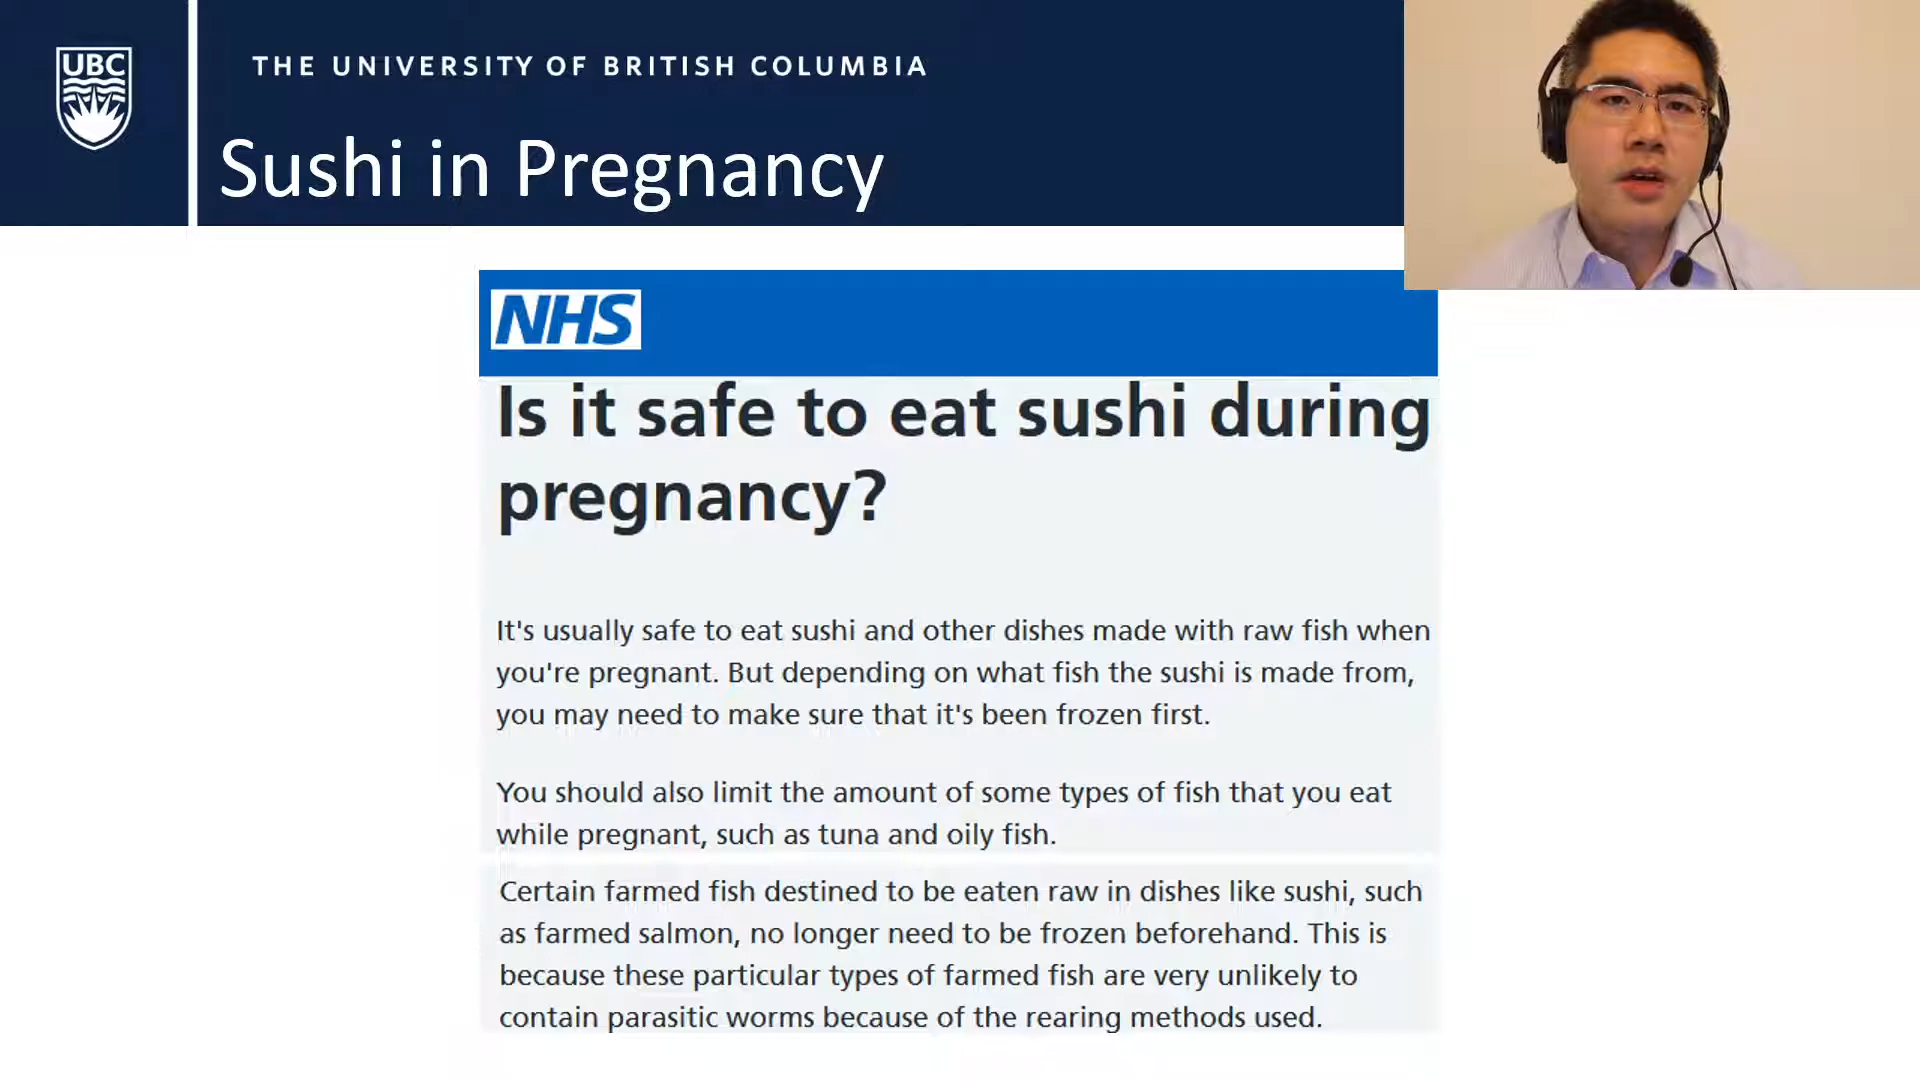 UBC
THE UNIVERSITY OF BRITISH COLUMBIA
Sushi in Pregnancy
NHS
Is it safe to eat sushi during
pregnancy?
It's usually safe to eat sushi and other dishes made with raw fish when
you're pregnant. But depending on what fish the sushi is made from,
you may need to make sure that it's been frozen first.
You should also limit the amount of some types of fish that you eat
while pregnant, such as tuna and oily fish.
Certain farmed fish destined to be eaten raw in dishes like sushi, such
as farmed salmon, no longer need to be frozen beforehand. This is
because these particular types of farmed fish are very unlikely to
contain parasitic worms because of the rearing methods used.